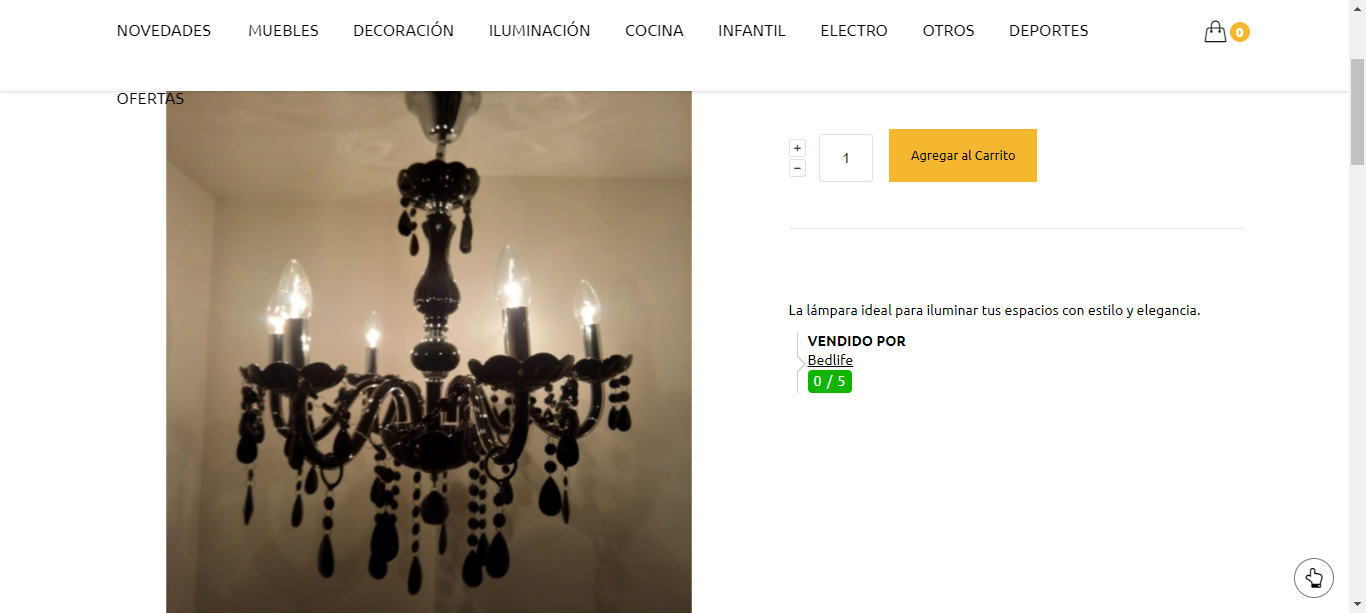 NOVEDADES MUEBLES DECORACIÓN ILUMINACIÓN COCINA INFANTIL ELECTRO OTROS DEPORTES 0
OFERTAS
+
1 Agregar al Carrito
−
La lámpara ideal para iluminar tus espacios con estilo y elegancia.
VENDIDO POR
Bedlife
0 / 5